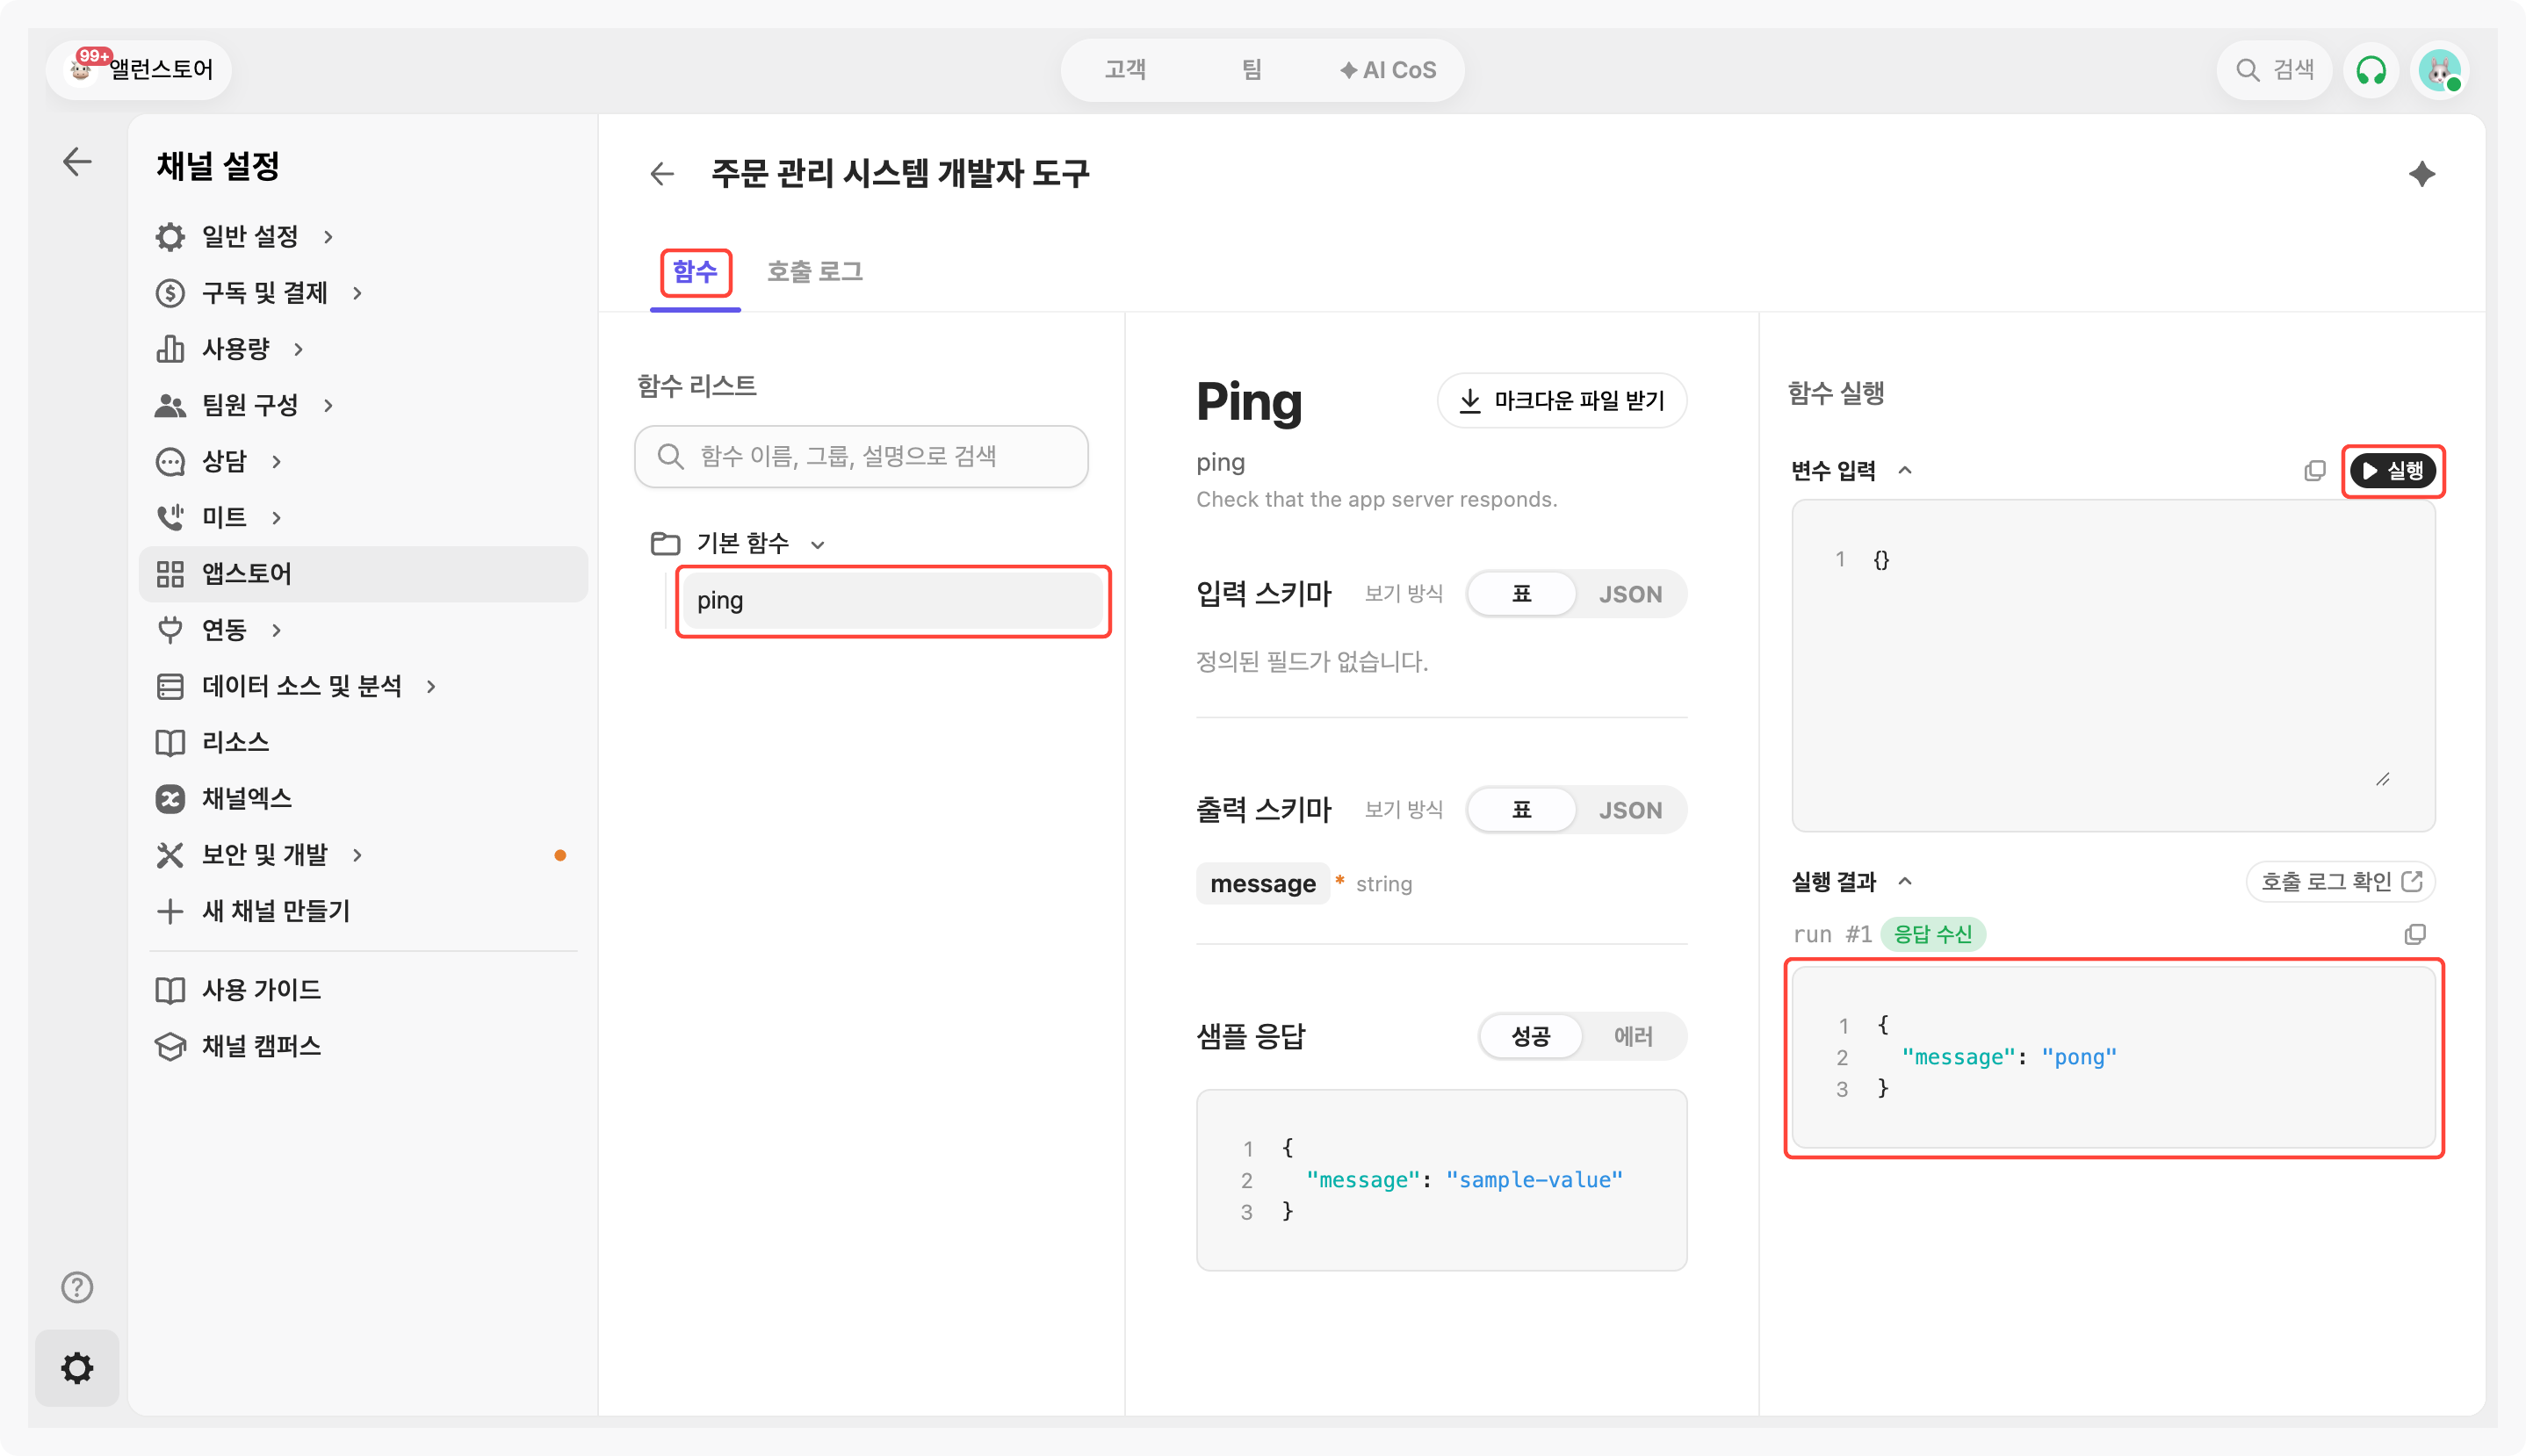 99+
앨런스토어
고객
팀
AI CoS
검색
채널 설정
일반 설정
구독 및 결제
사용량
팀원 구성
상담
미트
앱스토어
연동
데이터 소스 및 분석
리소스
채널엑스
보안 및 개발
새 채널 만들기
사용 가이드
채널 캠퍼스
주문 관리 시스템 개발자 도구
함수
호출 로그
함수 리스트
함수 이름, 그룹, 설명으로 검색
기본 함수
ping
Ping
마크다운 파일 받기
ping
Check that the app server responds.
입력 스키마 보기 방식 표 JSON
정의된 필드가 없습니다.
출력 스키마 보기 방식 표 JSON
message * string
샘플 응답 성공 에러
1 {
2 "message": "sample-value"
3 }
함수 실행
변수 입력
실행
1 {}
실행 결과
호출 로그 확인
run #1 응답 수신
1 {
2 "message": "pong"
3 }